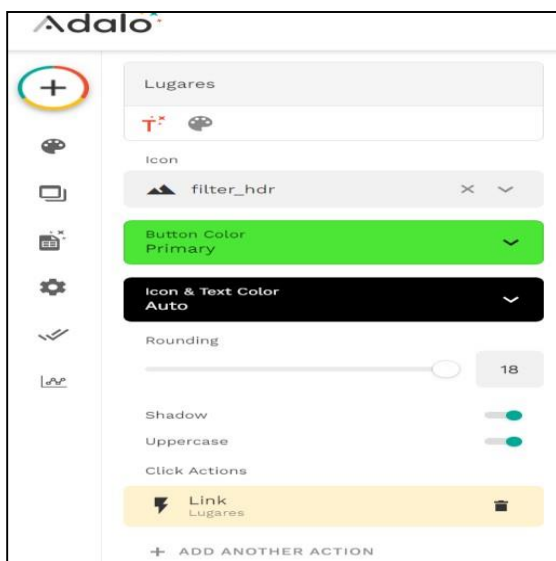 Adalo
Lugares
Icon
filter_hdr
Button Color
Primary
Icon & Text Color
Auto
Rounding
18
Shadow
Uppercase
Click Actions
Link
Lugares
+ ADD ANOTHER ACTION